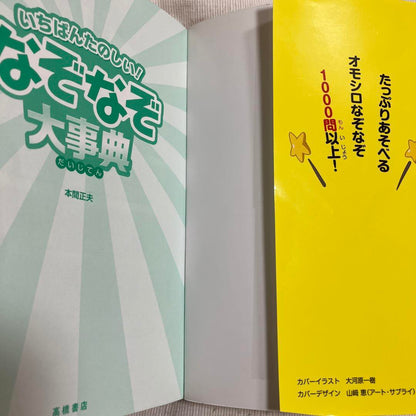 いちばんたのしい!
なぞなぞ
大事典
だいじてん
本間正夫
高橋書店
たっぷりあそべる
オモシロなぞなぞ
1000問以上!
もんいじょう
カバーイラスト 大河原一樹
カバーデザイン 山﨑 恵(アート・サプライ)